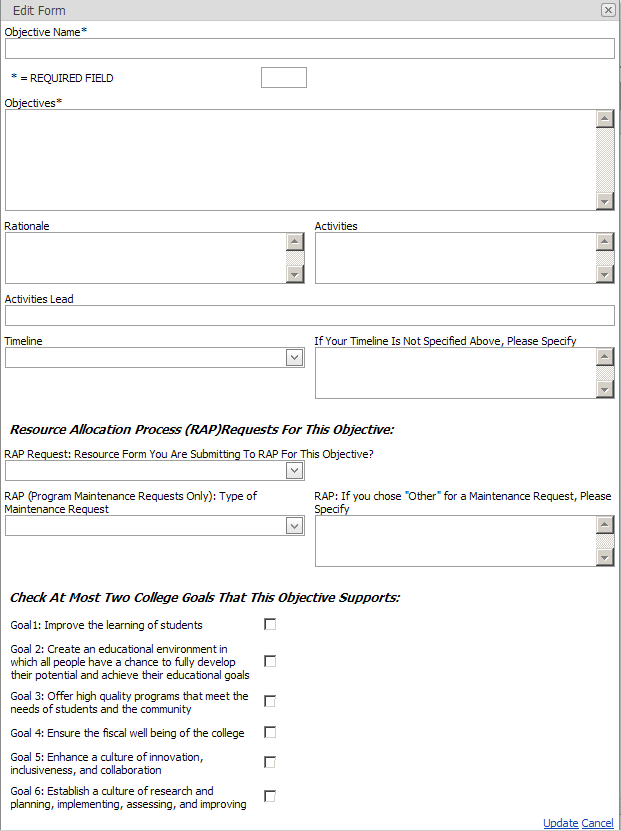 Edit Form
Objective Name*
* = REQUIRED FIELD
Objectives*
Rationale
Activities
Activities Lead
Timeline
If Your Timeline Is Not Specified Above, Please Specify
Resource Allocation Process (RAP)Requests For This Objective:
RAP Request: Resource Form You Are Submitting To RAP For This Objective?
RAP (Program Maintenance Requests Only): Type of
Maintenance Request
RAP: If you chose "Other" for a Maintenance Request, Please
Specify
Check At Most Two College Goals That This Objective Supports:
Goal1: Improve the learning of students
Goal 2: Create an educational environment in
which all people have a chance to fully develop
their potential and achieve their educational goals
Goal 3: Offer high quality programs that meet the
needs of students and the community
Goal 4: Ensure the fiscal well being of the college
Goal 5: Enhance a culture of innovation,
inclusiveness, and collaboration
Goal 6: Establish a culture of research and
planning, implementing, assessing, and improving
Update Cancel